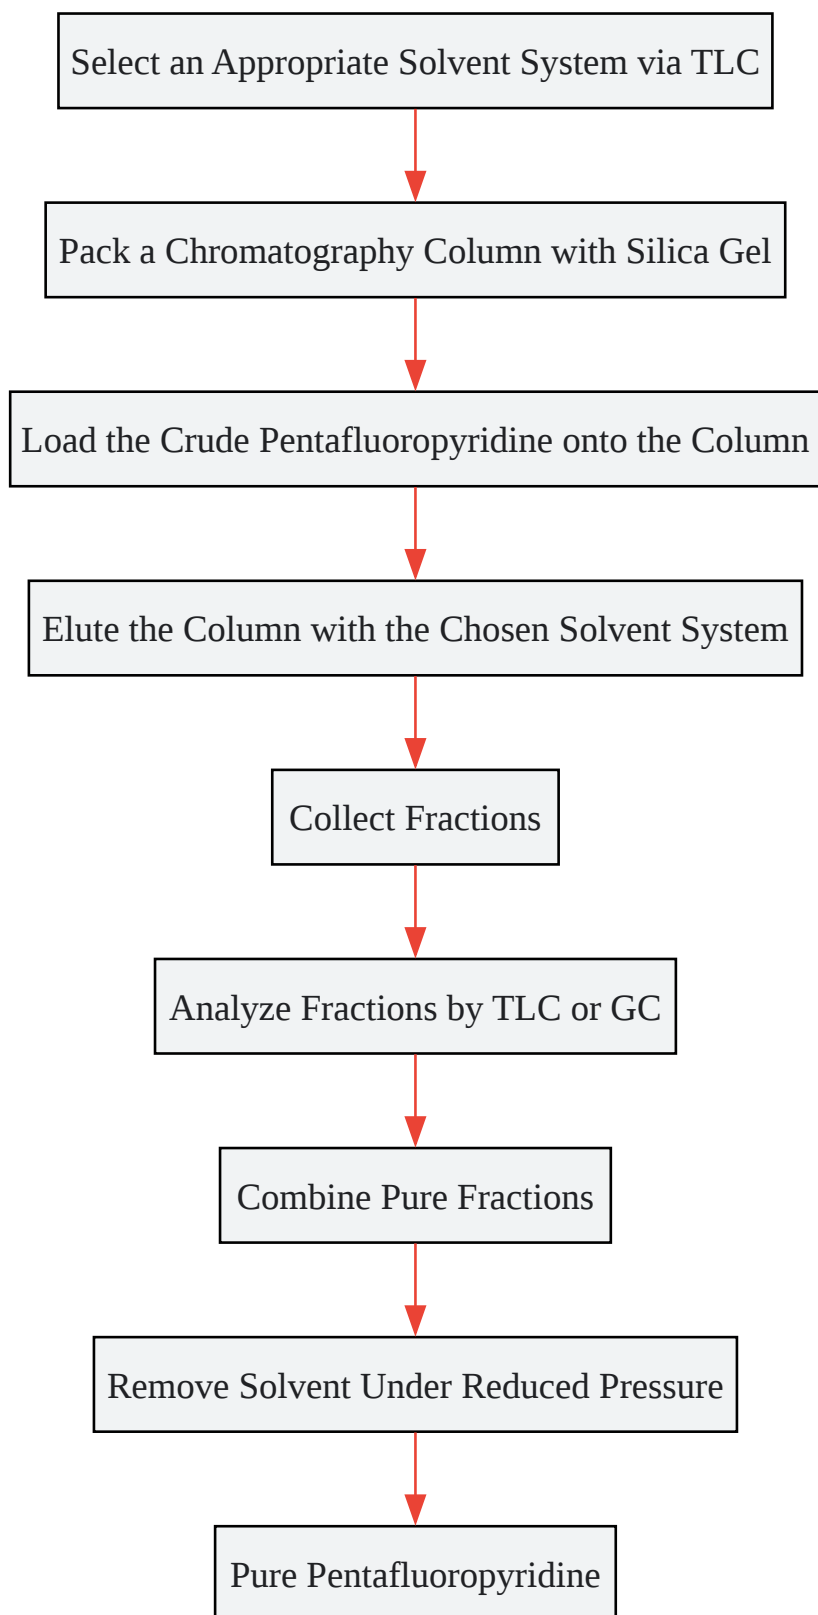 Select an Appropriate Solvent System via TLC
Pack a Chromatography Column with Silica Gel
Load the Crude Pentafluoropyridine onto the Column
Elute the Column with the Chosen Solvent System
Collect Fractions
Analyze Fractions by TLC or GC
Combine Pure Fractions
Remove Solvent Under Reduced Pressure
Pure Pentafluoropyridine